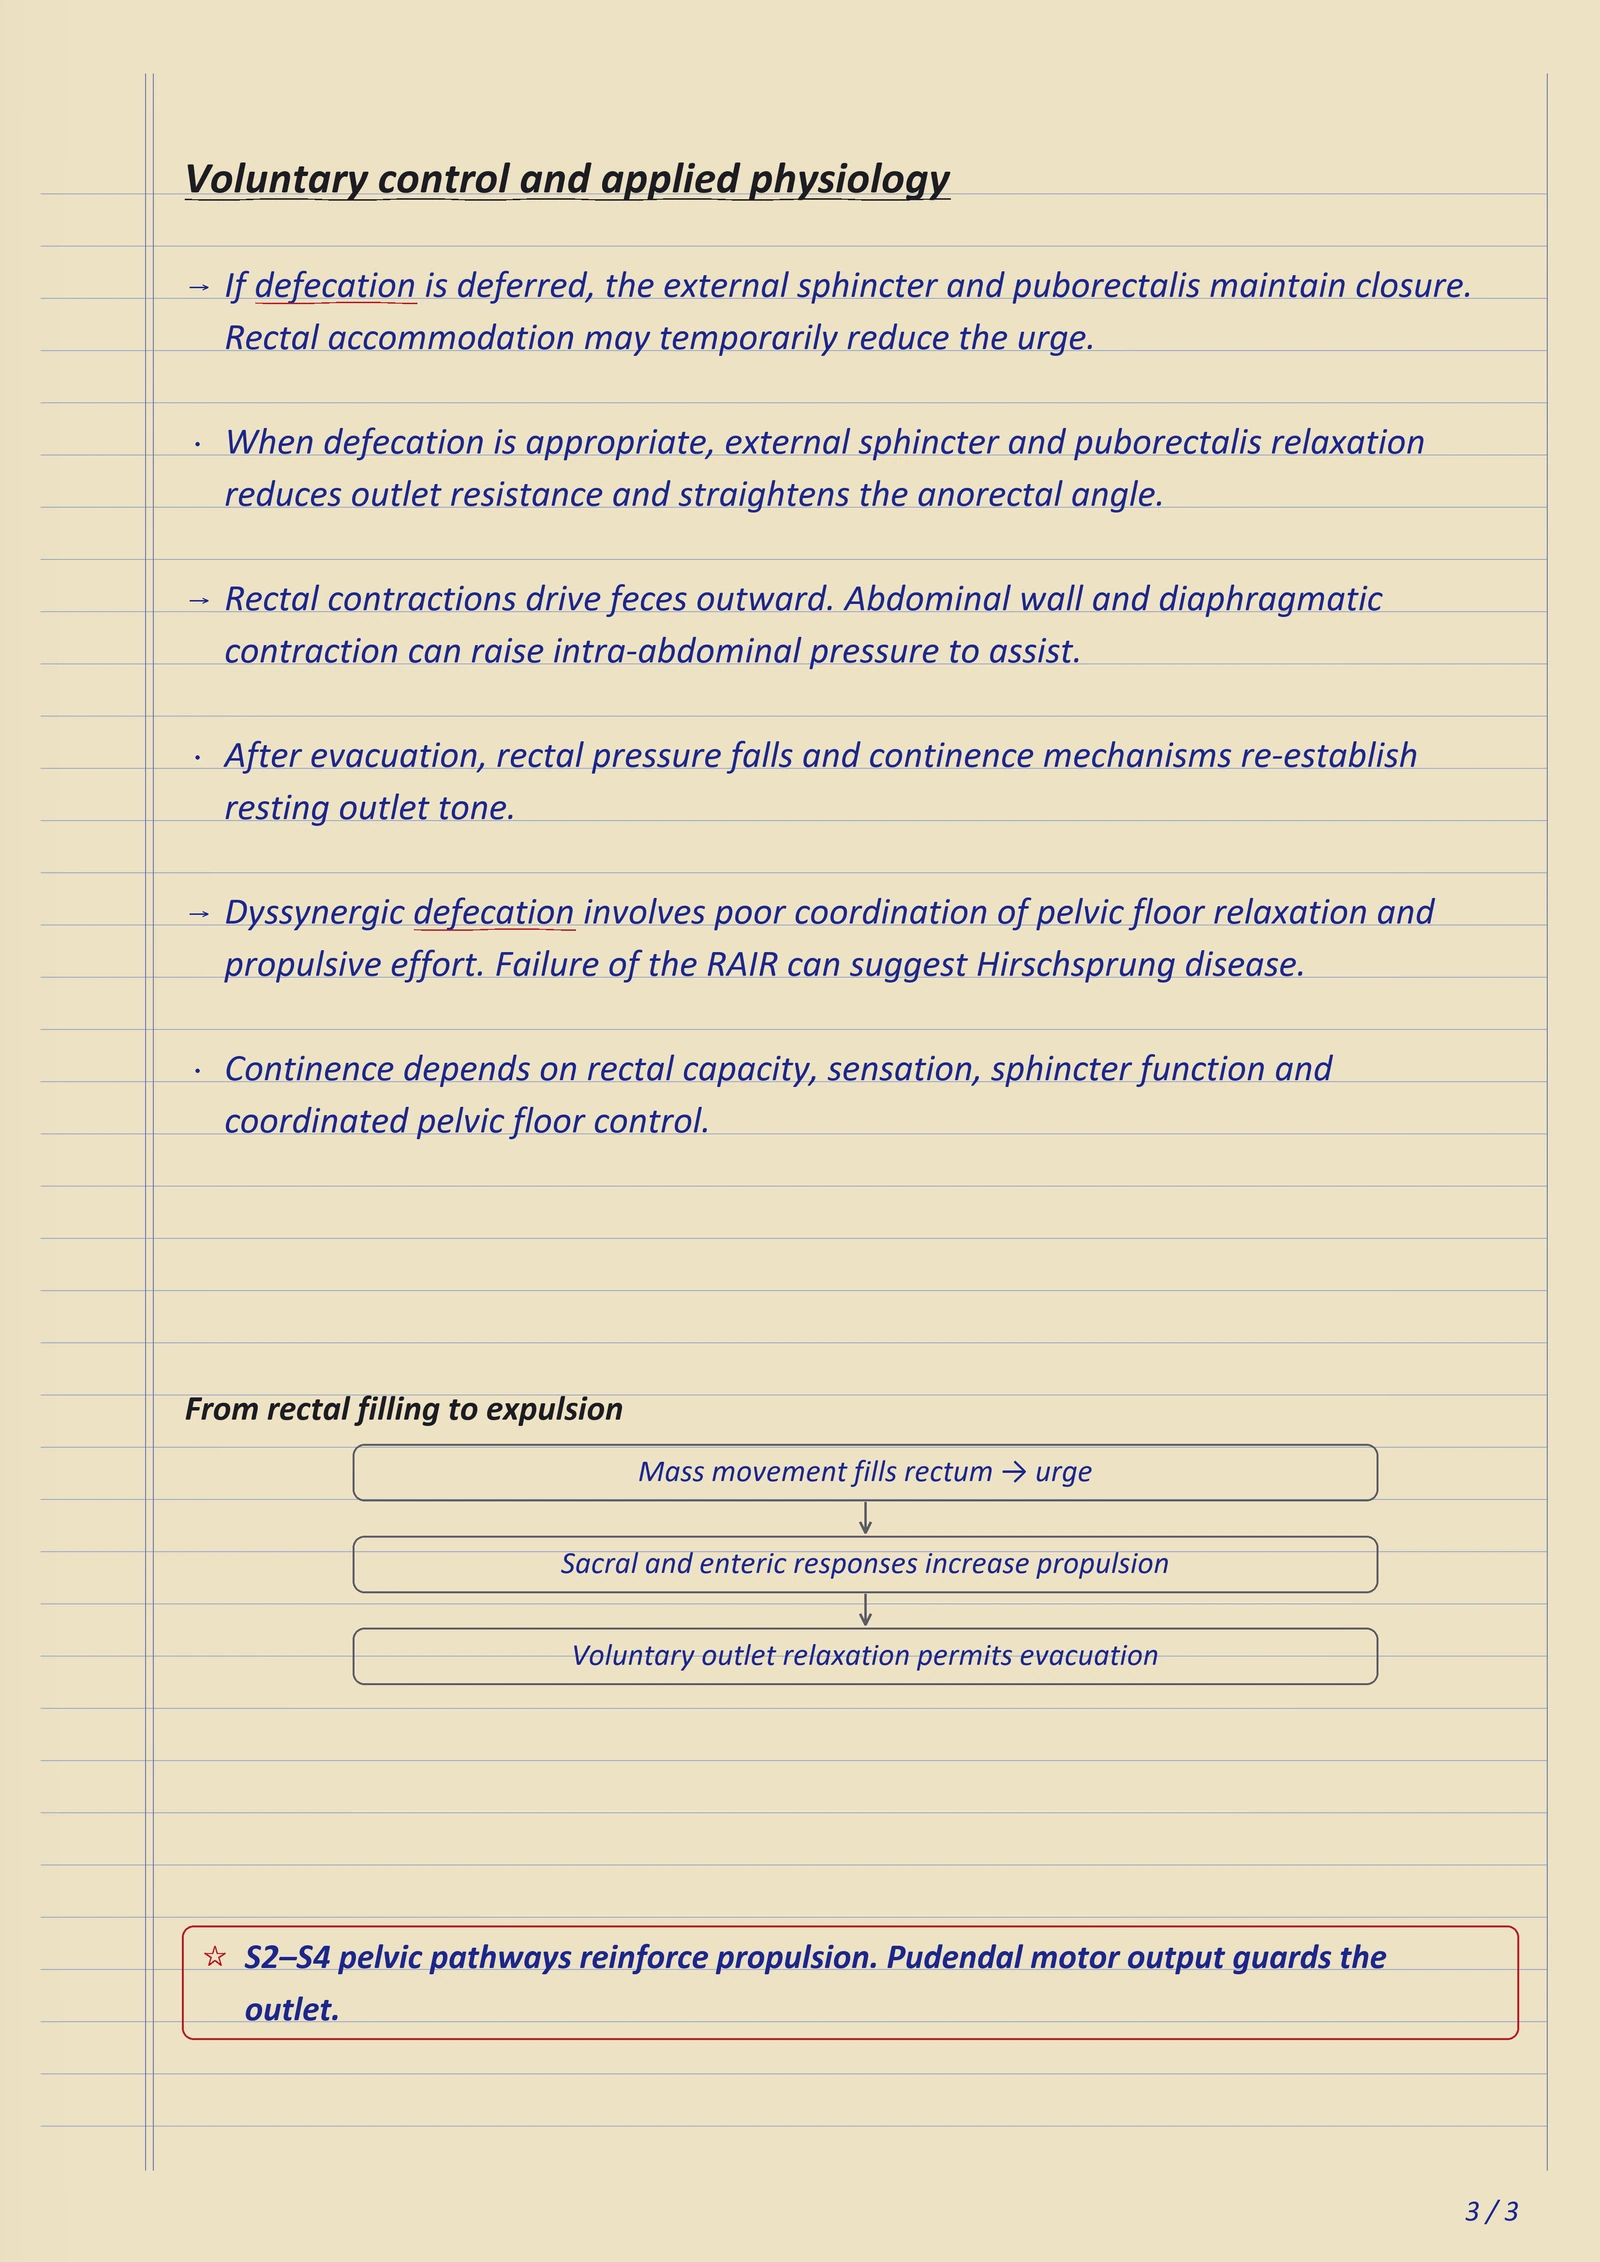 Voluntary control and applied physiology
→ If defecation is deferred, the external sphincter and puborectalis maintain closure.
Rectal accommodation may temporarily reduce the urge.
· When defecation is appropriate, external sphincter and puborectalis relaxation
reduces outlet resistance and straightens the anorectal angle.
→ Rectal contractions drive feces outward. Abdominal wall and diaphragmatic
contraction can raise intra-abdominal pressure to assist.
· After evacuation, rectal pressure falls and continence mechanisms re-establish
resting outlet tone.
→ Dyssynergic defecation involves poor coordination of pelvic floor relaxation and
propulsive effort. Failure of the RAIR can suggest Hirschsprung disease.
· Continence depends on rectal capacity, sensation, sphincter function and
coordinated pelvic floor control.
From rectal filling to expulsion
Mass movement fills rectum → urge
Sacral and enteric responses increase propulsion
Voluntary outlet relaxation permits evacuation
☆ S2–S4 pelvic pathways reinforce propulsion. Pudendal motor output guards the
outlet.
3 / 3